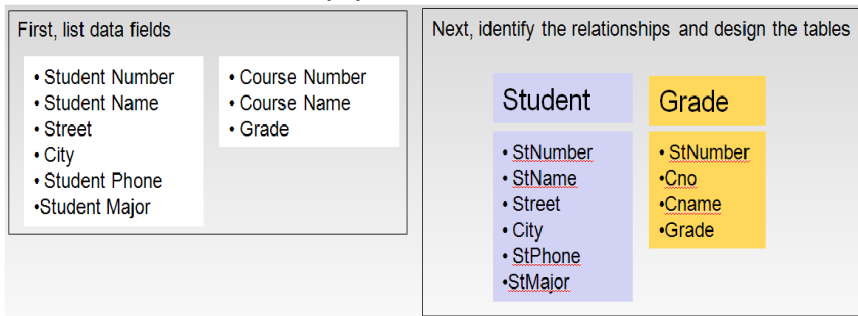 First, list data fields
• Student Number
• Student Name
• Street
• City
• Student Phone
•Student Major
• Course Number
• Course Name
• Grade
Next, identify the relationships and design the tables
Student
• StNumber
• StName
• Street
• City
• StPhone
•StMajor
Grade
• StNumber
•Cno
•Cname
•Grade